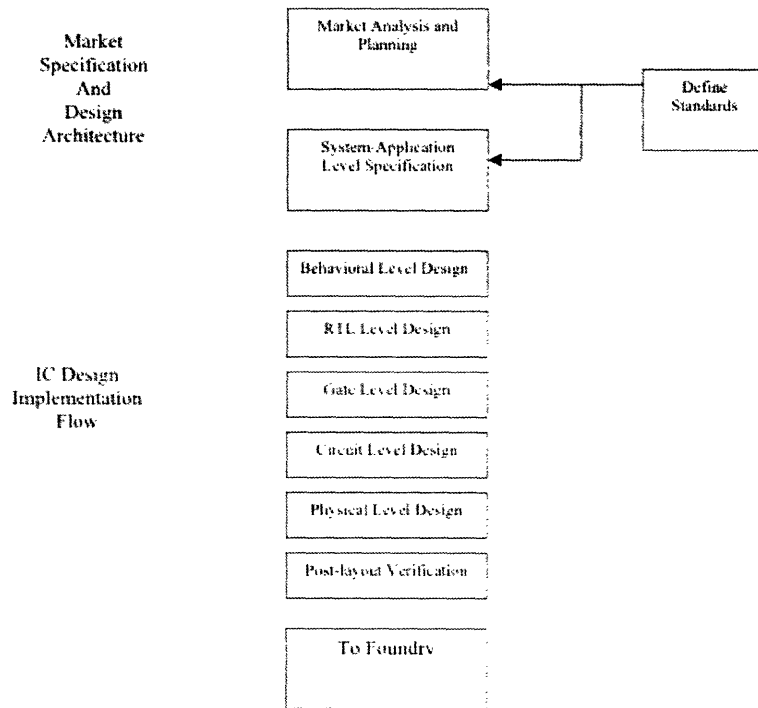 Market
Specification
And
Design
Architecture
Market Analysis and
Planning
Define
Standards
System-Application
Level Specification
Behavioral Level Design
RTL Level Design
IC Design
Implementation
Flow
Gate Level Design
Circuit Level Design
Physical Level Design
Post-layout Verification
To Foundry